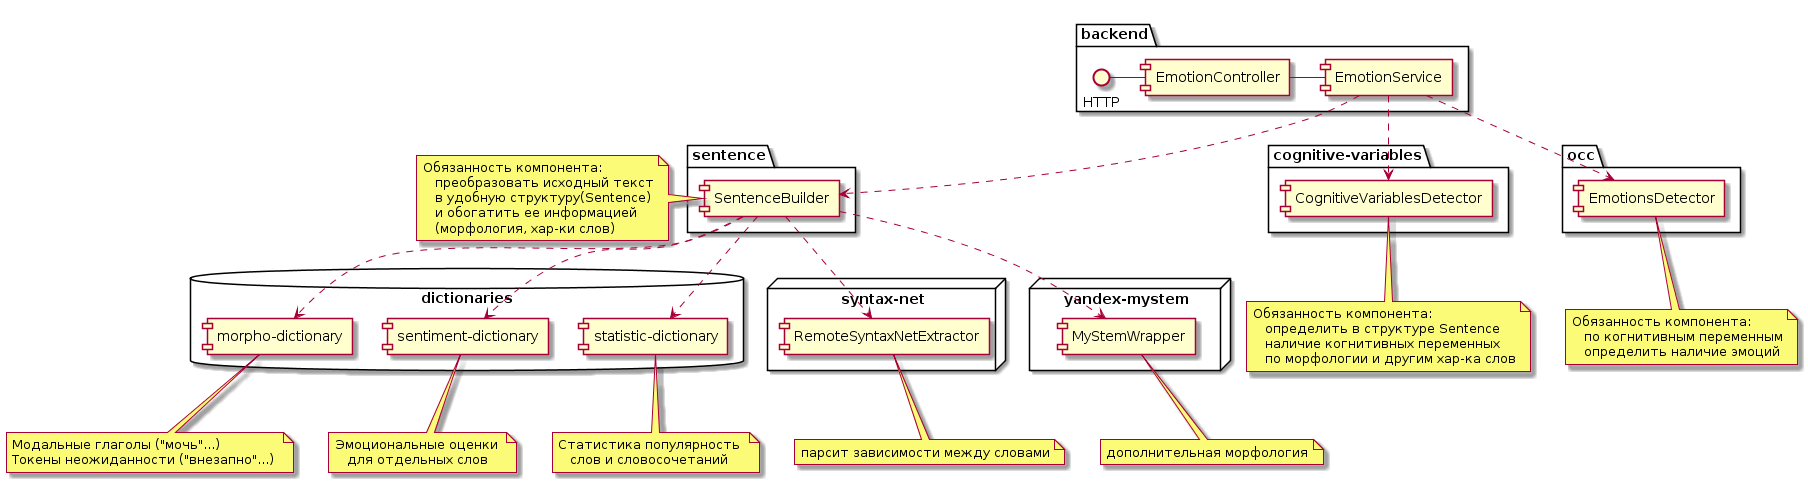 backend
HTTP
EmotionController
EmotionService
sentence
SentenceBuilder
Обязанность компонента:
преобразовать исходный текст
в удобную структуру(Sentence)
и обогатить ее информацией
(морфология, хар-ки слов)
cognitive-variables
CognitiveVariablesDetector
occ
EmotionsDetector
dictionaries
morpho-dictionary
sentiment-dictionary
statistic-dictionary
syntax-net
RemoteSyntaxNetExtractor
yandex-mystem
MyStemWrapper
Обязанность компонента:
определить в структуре Sentence
наличие когнитивных переменных
по морфологии и другим хар-ка слов
Обязанность компонента:
по когнитивным переменным
определить наличие эмоций
Модальные глаголы ("мочь"...)
Токены неожиданности ("внезапно"...)
Эмоциональные оценки
для отдельных слов
Статистика популярность
слов и словосочетаний
парсит зависимости между словами
дополнительная морфология